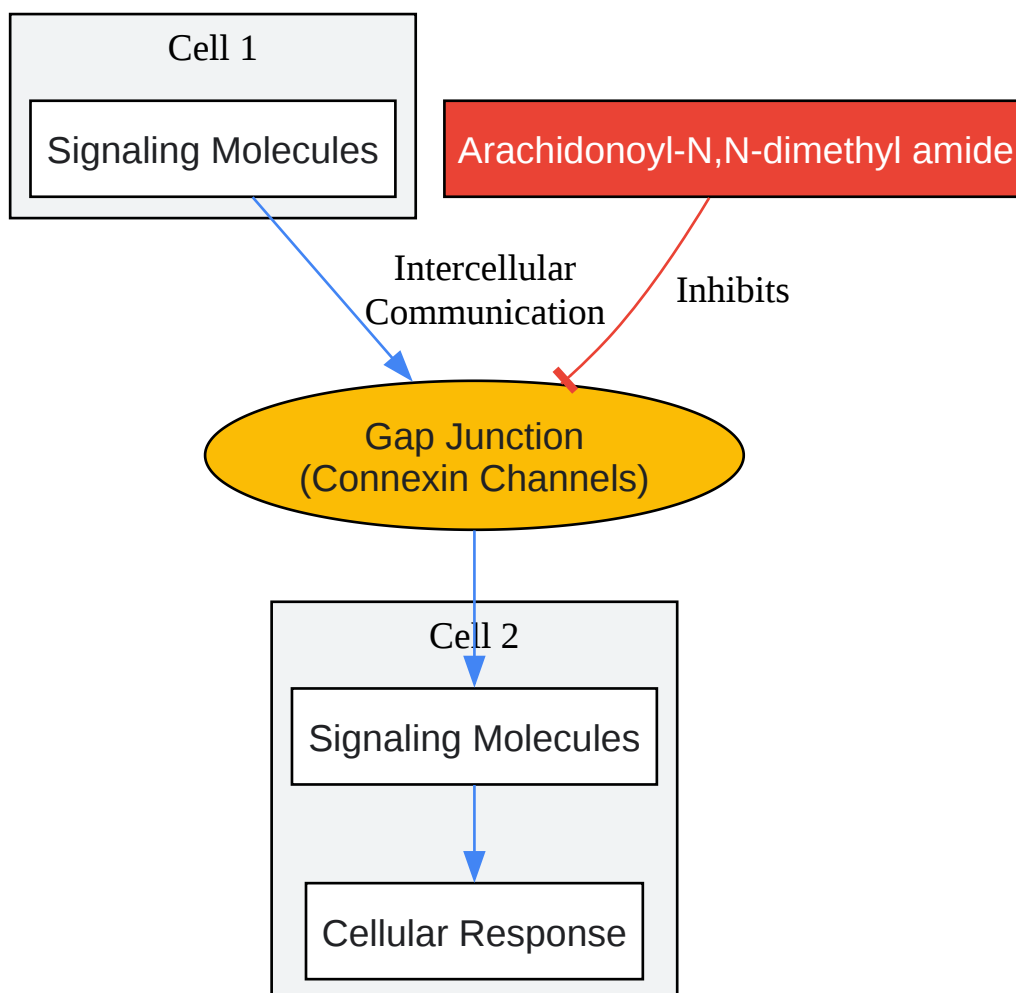 Cell 1
Signaling Molecules
Arachidonoyl-N,N-dimethyl amide
Intercellular
Communication
Inhibits
Gap Junction
(Connexin Channels)
Cell 2
Signaling Molecules
Cellular Response